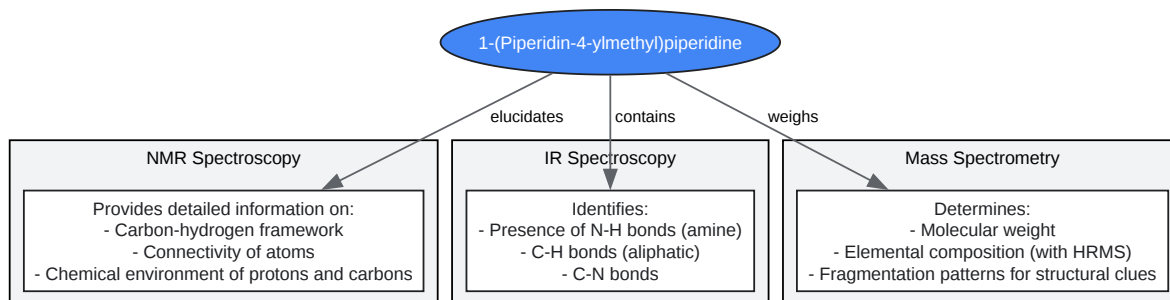 1-(Piperidin-4-ylmethyl)piperidine
elucidates
contains
weighs
NMR Spectroscopy
Provides detailed information on:
- Carbon-hydrogen framework
- Connectivity of atoms
- Chemical environment of protons and carbons
IR Spectroscopy
Identifies:
- Presence of N-H bonds (amine)
- C-H bonds (aliphatic)
- C-N bonds
Mass Spectrometry
Determines:
- Molecular weight
- Elemental composition (with HRMS)
- Fragmentation patterns for structural clues